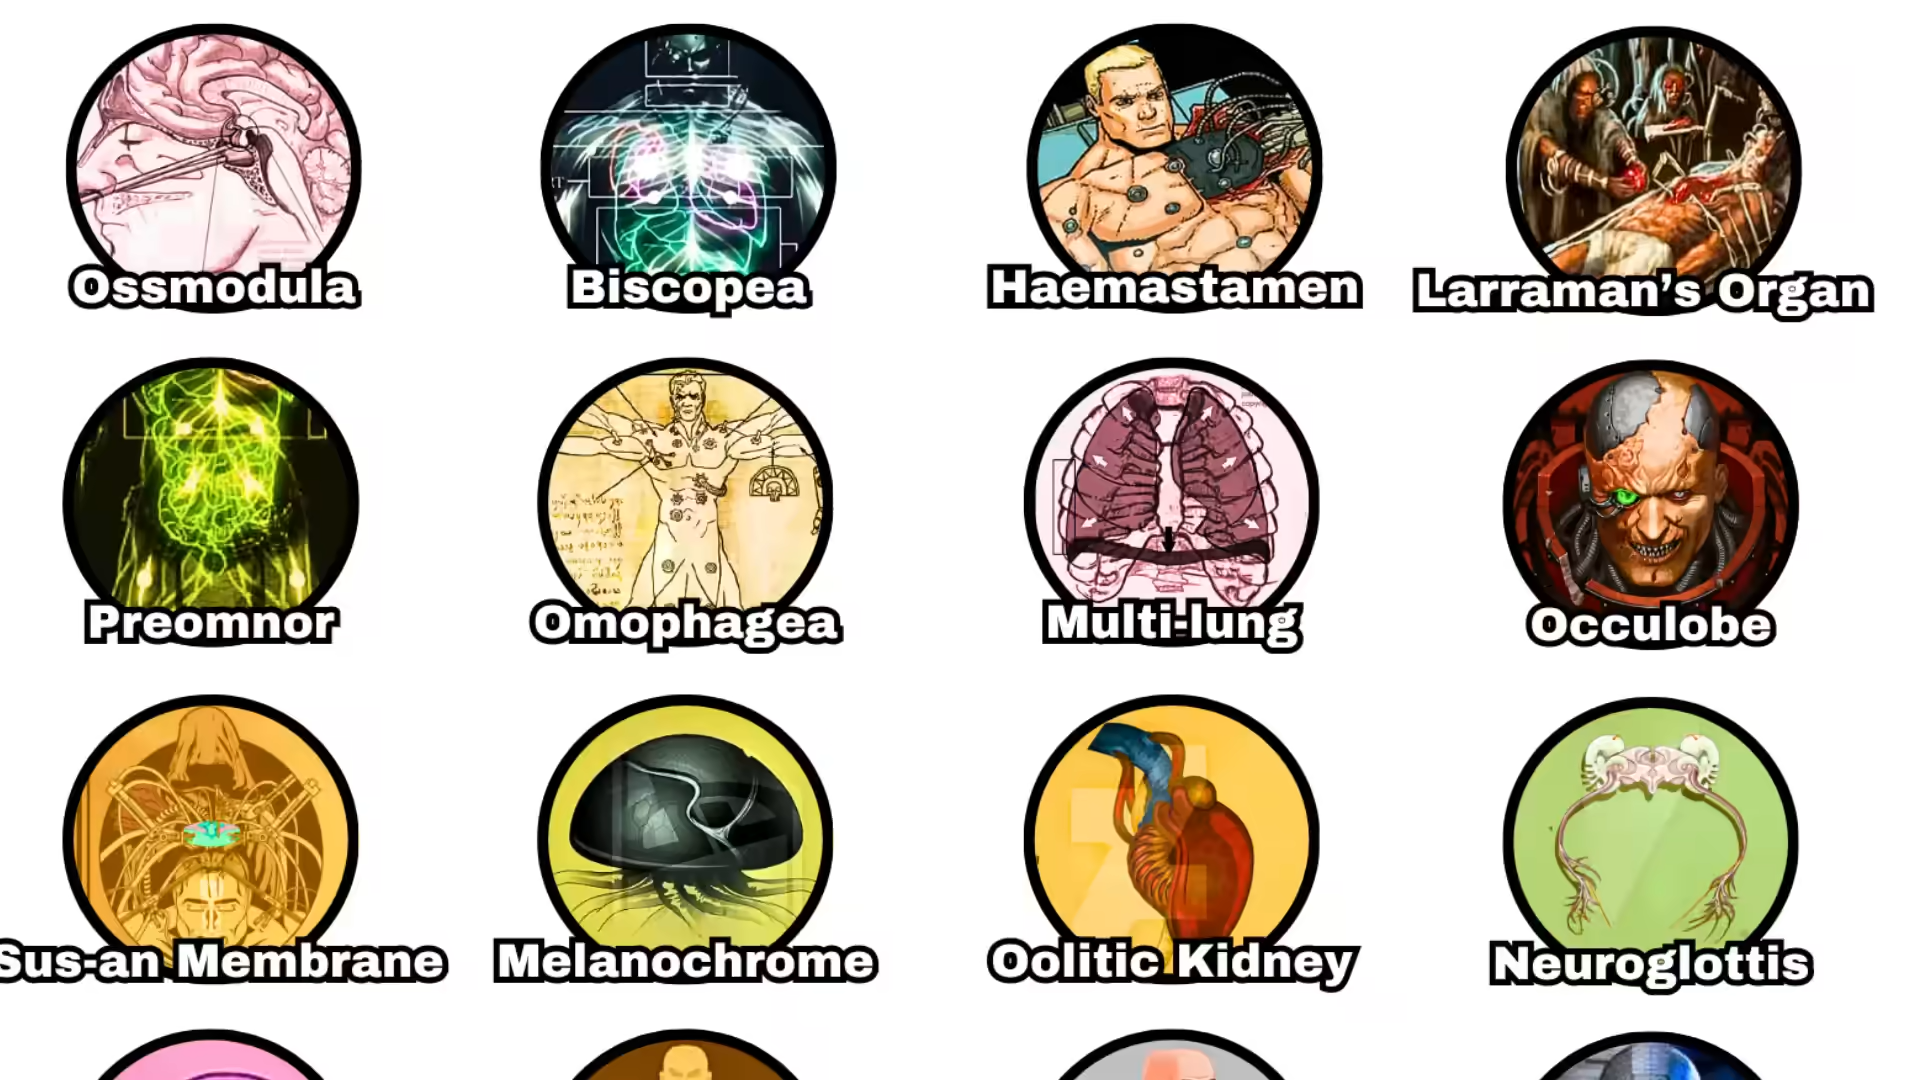 Ossmodula
Biscopea
Haemastamen
Larraman's Organ
Preomnor
Omophagea
Multi-lung
Occulobe
Sus-an Membrane
Melanochrome
Oolitic Kidney
Neuroglottis